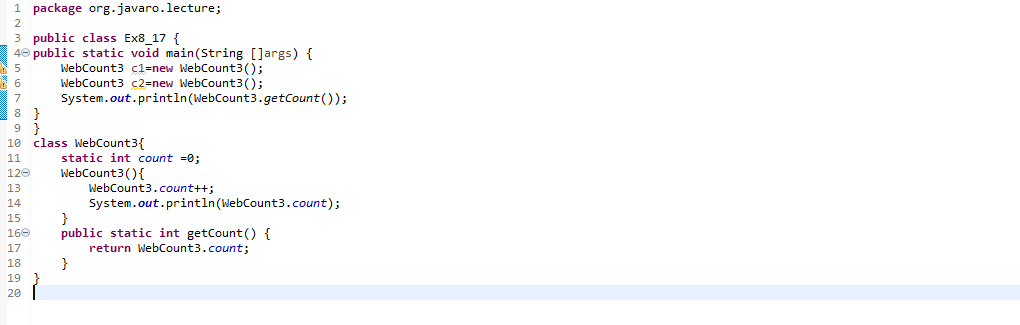 1 package org.javaro.lecture;
2
3 public class Ex8_17 {
4 public static void main(String []args) {
5 WebCount3 c1=new WebCount3();
6 WebCount3 c2=new WebCount3();
7 System.out.println(WebCount3.getCount());
8 }
9 }
10 class WebCount3{
11 static int count =0;
12 WebCount3(){
13 WebCount3.count++;
14 System.out.println(WebCount3.count);
15 }
16 public static int getCount() {
17 return WebCount3.count;
18 }
19 }
20